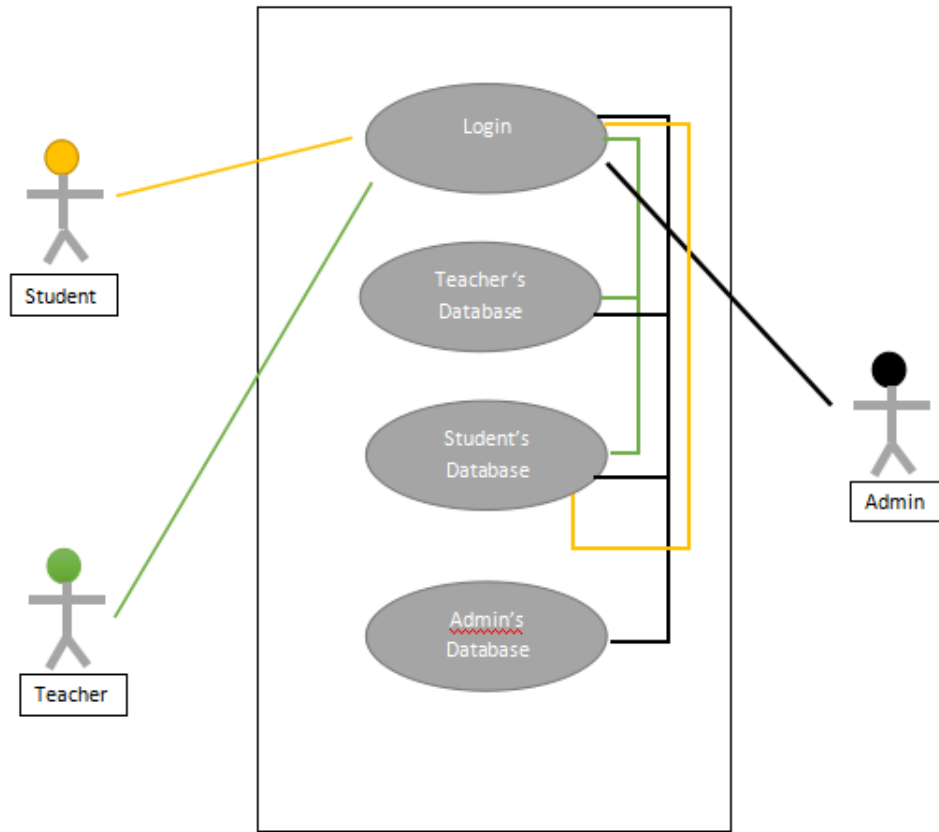 Login
Student
Teacher ‘s
Database
Student’s
Database
Admin
Admin’s
Database
Teacher